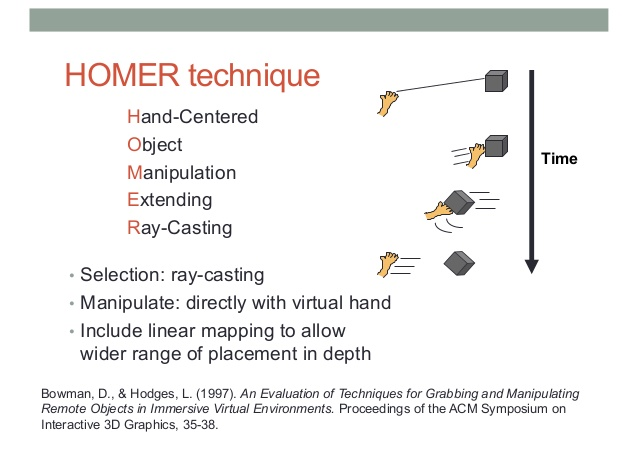 HOMER technique
Hand-Centered
Object
Manipulation
Extending
Ray-Casting
Time
• Selection: ray-casting
• Manipulate: directly with virtual hand
• Include linear mapping to allow
wider range of placement in depth
Bowman, D., & Hodges, L. (1997). An Evaluation of Techniques for Grabbing and Manipulating
Remote Objects in Immersive Virtual Environments. Proceedings of the ACM Symposium on
Interactive 3D Graphics, 35-38.